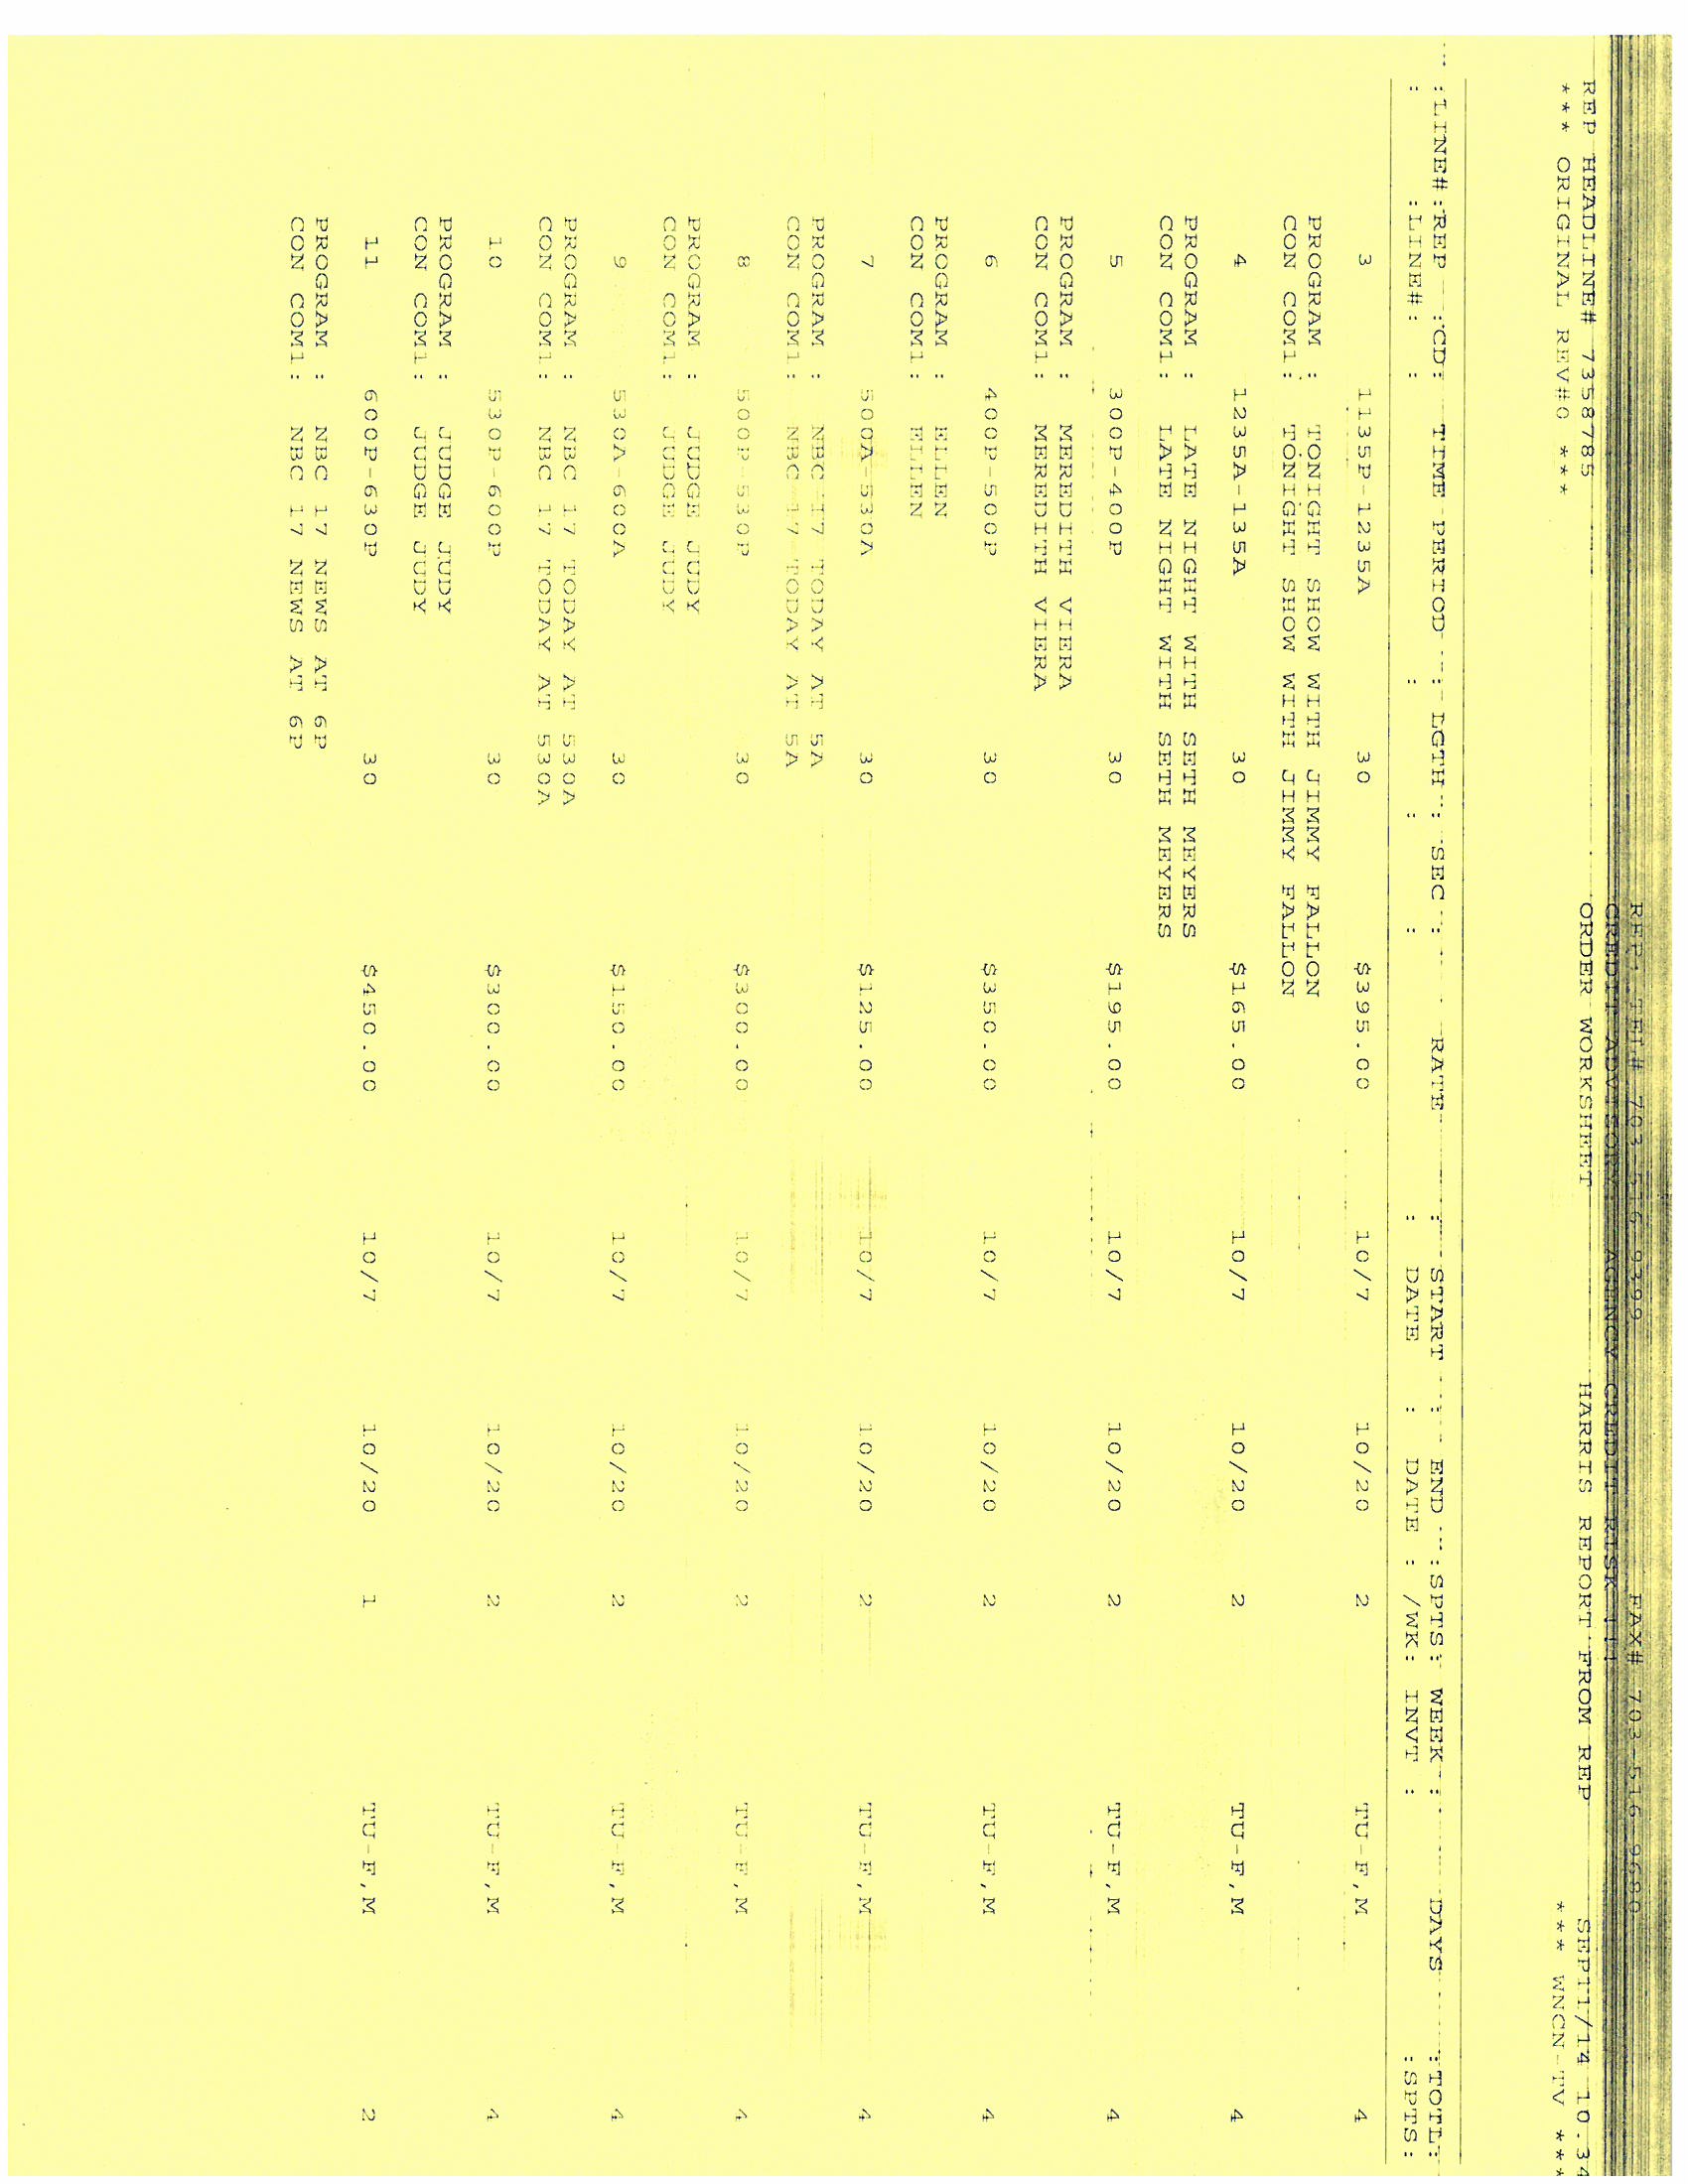 REP TEL# 703-516-9399 FAX# 703-516-9680
CREDIT ADVISORY: AGENCY CREDIT RISK
REP HEADLINE# 7358785 ORDER WORKSHEET HARRIS REPORT FROM REP SEP11/14 10.34
*** ORIGINAL REV#0 *** *** WNCN-TV ***
:LINE#:REP :CD: TIME PERIOD : LGTH : SEC : RATE : START : END :SPTS: WEEK : DAYS :TOTL:
: :LINE#: : : : : : DATE : DATE : /WK: INVT : :SPTS:
3 1135P-1235A 30 $395.00 10/7 10/20 2 TU-F,M 4
PROGRAM : TONIGHT SHOW WITH JIMMY FALLON
CON COM1: TONIGHT SHOW WITH JIMMY FALLON
4 1235A-135A 30 $165.00 10/7 10/20 2 TU-F,M 4
PROGRAM : LATE NIGHT WITH SETH MEYERS
CON COM1: LATE NIGHT WITH SETH MEYERS
5 300P-400P 30 $195.00 10/7 10/20 2 TU-F,M 4
PROGRAM : MEREDITH VIERA
CON COM1: MEREDITH VIERA
6 400P-500P 30 $350.00 10/7 10/20 2 TU-F,M 4
PROGRAM : ELLEN
CON COM1: ELLEN
7 500A-530A 30 $125.00 10/7 10/20 2 TU-F,M 4
PROGRAM : NBC 17 TODAY AT 5A
CON COM1: NBC 17 TODAY AT 5A
8 500P-530P 30 $300.00 10/7 10/20 2 TU-F,M 4
PROGRAM : JUDGE JUDY
CON COM1: JUDGE JUDY
9 530A-600A 30 $150.00 10/7 10/20 2 TU-F,M 4
PROGRAM : NBC 17 TODAY AT 530A
CON COM1: NBC 17 TODAY AT 530A
10 530P-600P 30 $300.00 10/7 10/20 2 TU-F,M 4
PROGRAM : JUDGE JUDY
CON COM1: JUDGE JUDY
11 600P-630P 30 $450.00 10/7 10/20 1 TU-F,M 2
PROGRAM : NBC 17 NEWS AT 6P
CON COM1: NBC 17 NEWS AT 6P